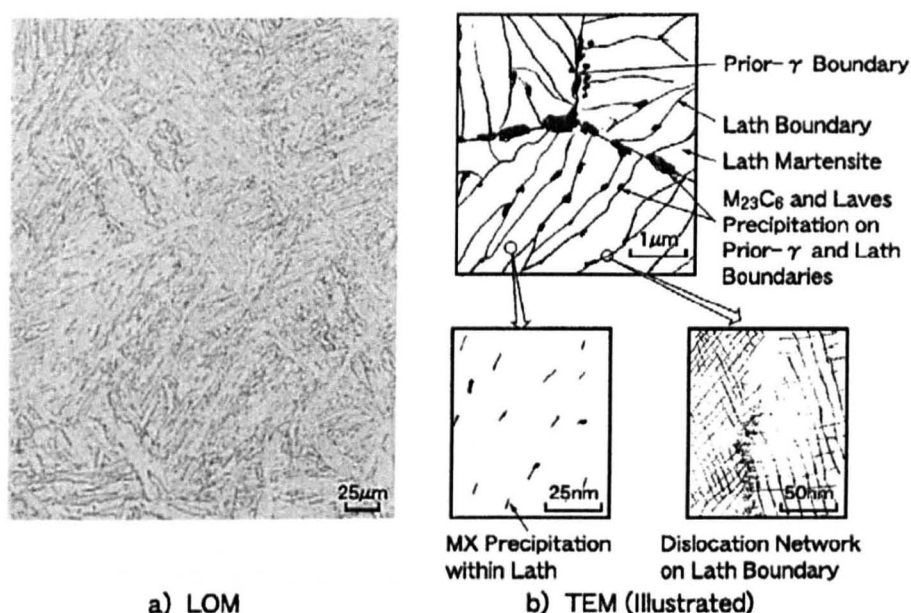 25μm
a) LOM
Prior-γ Boundary
Lath Boundary
Lath Martensite
M₂₃C₆ and Laves
Precipitation on
Prior-γ and Lath
Boundaries
1μm
25nm
50nm
MX Precipitation
within Lath
Dislocation Network
on Lath Boundary
b) TEM (Illustrated)